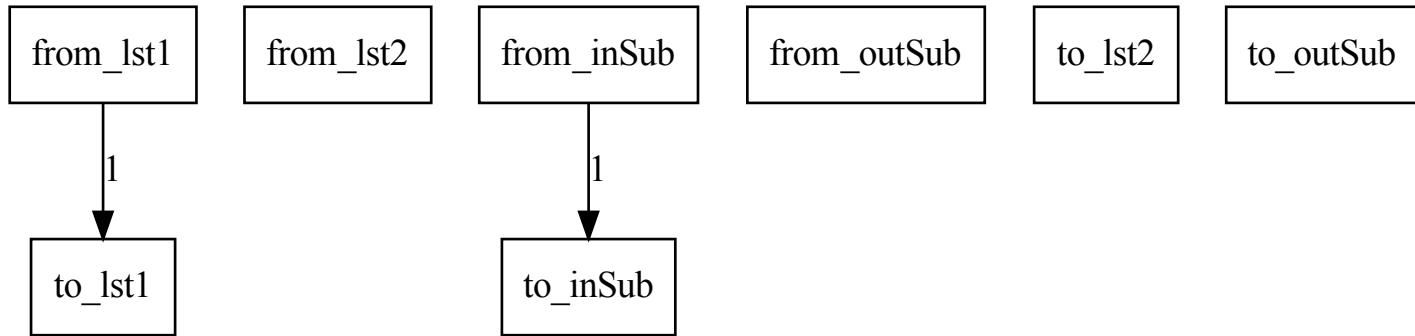 from_lst1
from_lst2
from_inSub
from_outSub
to_lst2
to_outSub
1
1
to_lst1
to_inSub